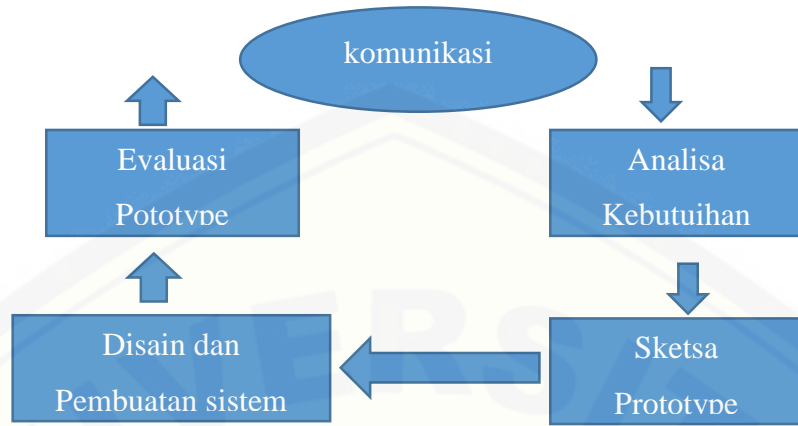 komunikasi
Analisa
Kebutuihan
Sketsa
Prototype
Disain dan
Pembuatan sistem
Evaluasi
Pototype